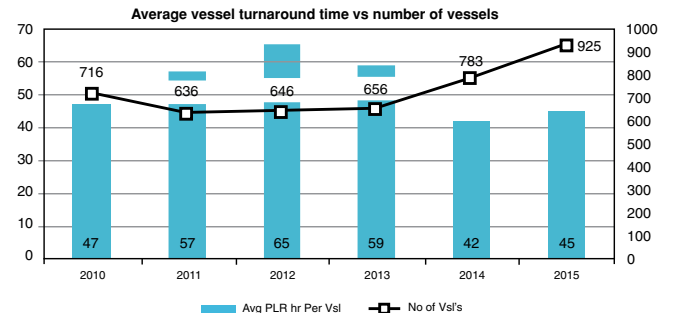 Average vessel turnaround time vs number of vessels
70 1000
60 900
50 800
40 700
30 600
20 500
10 400
0 300
200
100
0
716 636 646 656 783 925
47 57 65 59 42 45
2010 2011 2012 2013 2014 2015
Avg PLR hr Per Vsl No of Vsl's